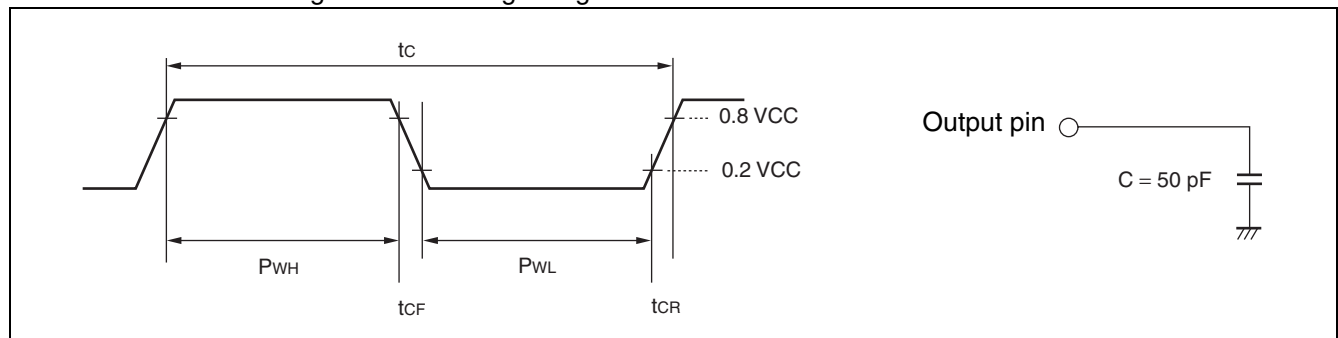 tC
0.8 VCC
0.2 VCC
PWH
PWL
tCF
tCR
Output pin
C = 50 pF